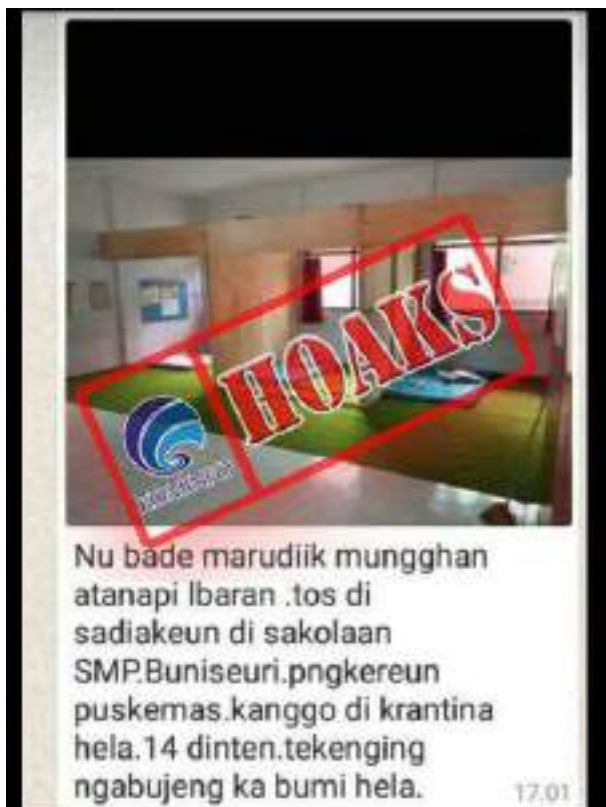 HOAKS
Nu bade marudiik mungghan
atanapi lbaran .tos di
sadiakeun di sakolaan
SMP.Buniseuri.pngkereun
puskemas.kanggo di krantina
hela.14 dinten.tekenging
ngabujeng ka bumi hela.
17.01